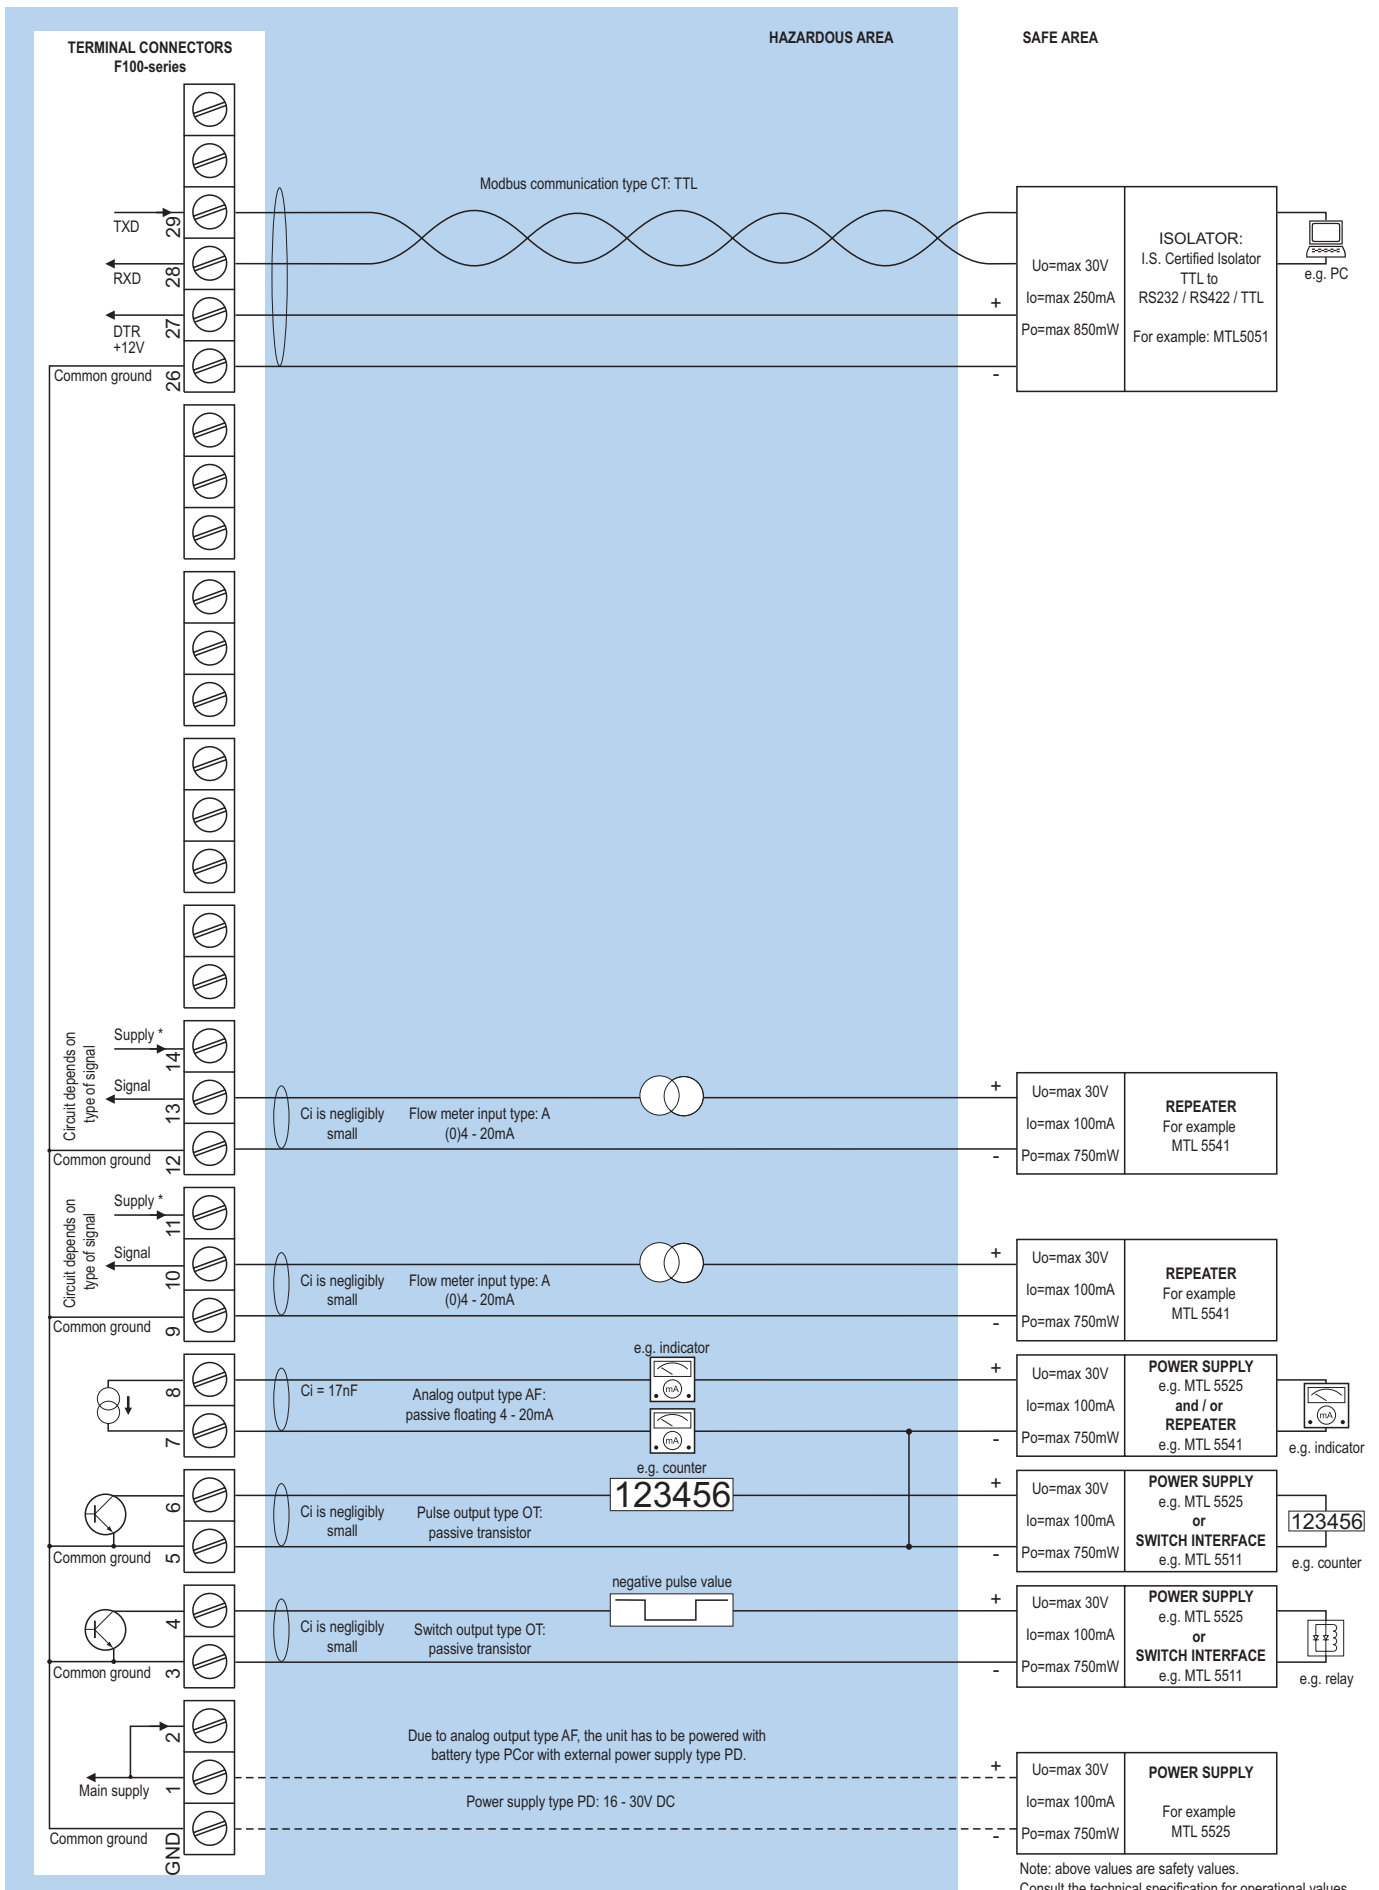 HAZARDOUS AREA
SAFE AREA
TERMINAL CONNECTORS
F100-series
Modbus communication type CT: TTL
TXD
29
RXD
28
DTR
+12V
27
Common ground
26
+
-
Uo=max 30V
Io=max 250mA
Po=max 850mW
ISOLATOR:
I.S. Certified Isolator
TTL to
RS232 / RS422 / TTL
For example: MTL5051
e.g. PC
Circuit depends on
type of signal
Supply *
14
Signal
13
Common ground
12
Ci is negligibly
small
Flow meter input type: A
(0)4 - 20mA
+
-
Uo=max 30V
Io=max 100mA
Po=max 750mW
REPEATER
For example
MTL 5541
Circuit depends on
type of signal
Supply *
11
Signal
10
Common ground
9
Ci is negligibly
small
Flow meter input type: A
(0)4 - 20mA
+
-
Uo=max 30V
Io=max 100mA
Po=max 750mW
REPEATER
For example
MTL 5541
8
7
Ci = 17nF
Analog output type AF:
passive floating 4 - 20mA
e.g. indicator
mA
mA
+
-
Uo=max 30V
Io=max 100mA
Po=max 750mW
POWER SUPPLY
e.g. MTL 5525
and / or
REPEATER
e.g. MTL 5541
mA
e.g. indicator
6
Common ground
5
Ci is negligibly
small
Pulse output type OT:
passive transistor
e.g. counter
123456
+
-
Uo=max 30V
Io=max 100mA
Po=max 750mW
POWER SUPPLY
e.g. MTL 5525
or
SWITCH INTERFACE
e.g. MTL 5511
123456
e.g. counter
4
Common ground
3
Ci is negligibly
small
Switch output type OT:
passive transistor
negative pulse value
+
-
Uo=max 30V
Io=max 100mA
Po=max 750mW
POWER SUPPLY
e.g. MTL 5525
or
SWITCH INTERFACE
e.g. MTL 5511
e.g. relay
2
Main supply
1
Common ground
GND
Due to analog output type AF, the unit has to be powered with
battery type PCor with external power supply type PD.
Power supply type PD: 16 - 30V DC
+
-
Uo=max 30V
Io=max 100mA
Po=max 750mW
POWER SUPPLY
For example
MTL 5525
Note: above values are safety values.
Consult the technical specification for operational values